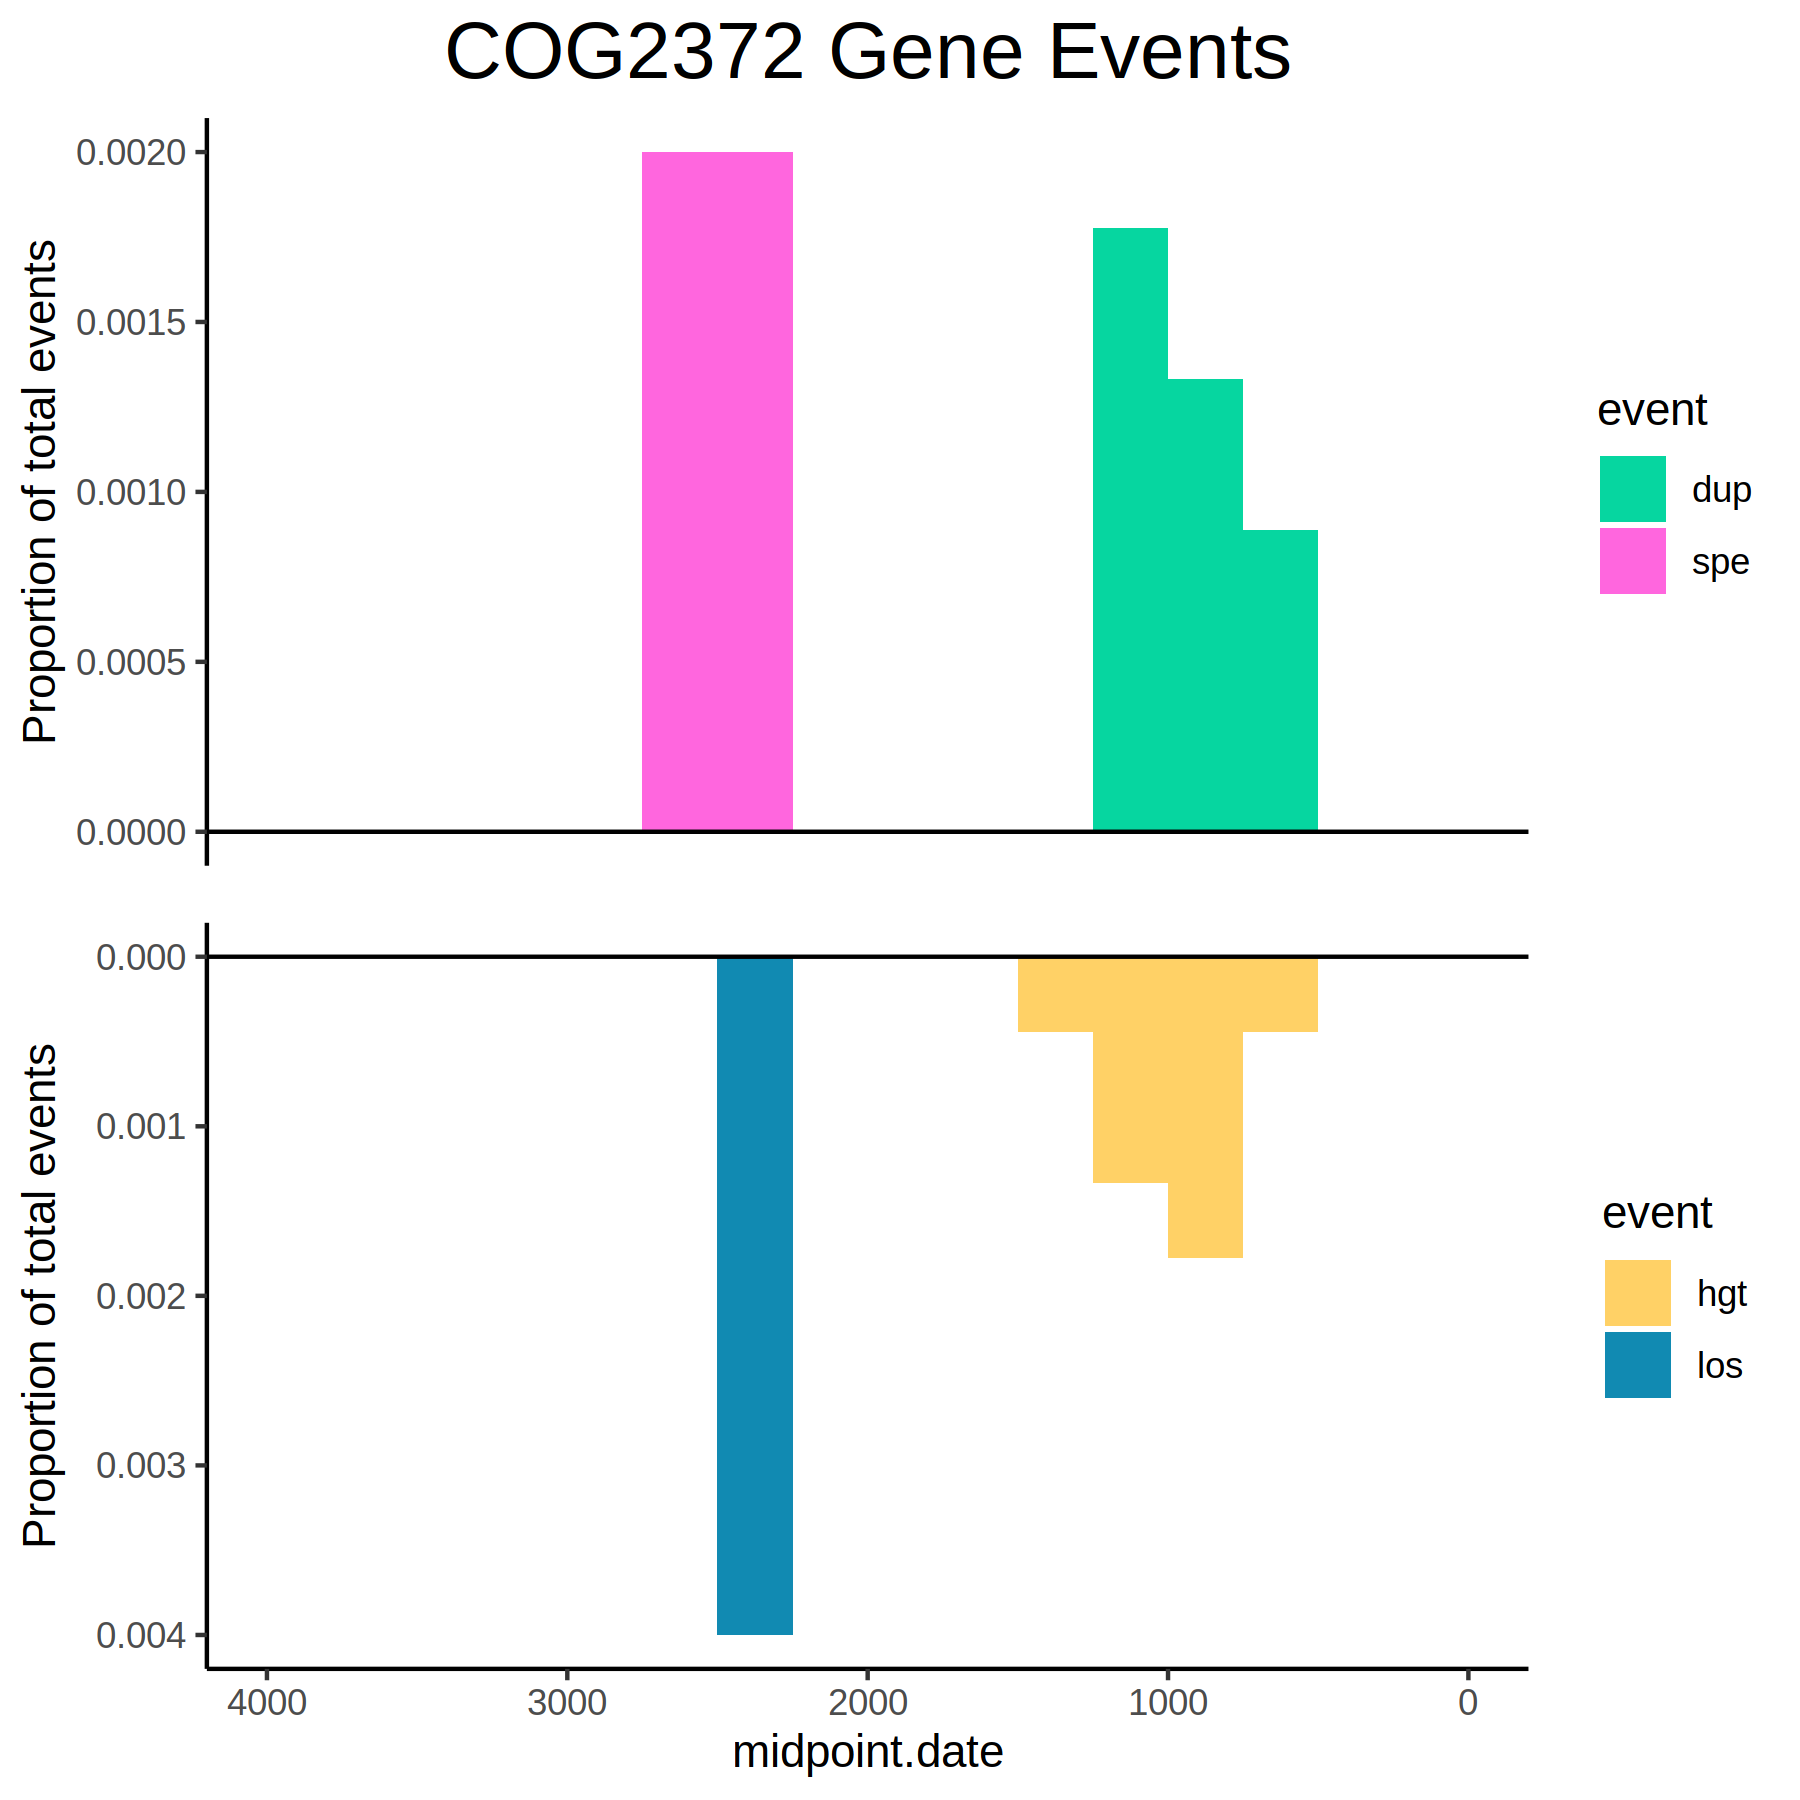 COG2372 Gene Events
Proportion of total events
0.0020
0.0015
0.0010
0.0005
0.0000
event
dup
spe
Proportion of total events
0.000
0.001
0.002
0.003
0.004
event
hgt
los
4000 3000 2000 1000 0
midpoint.date